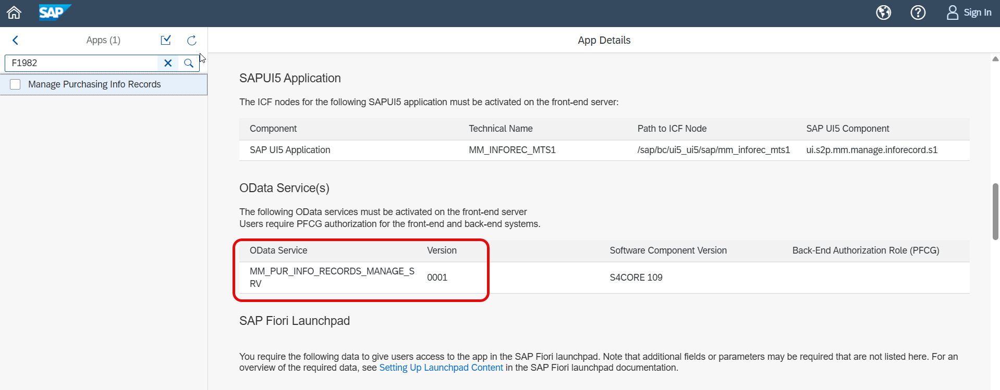 SAP
Sign In
Apps (1)
App Details
F1982
Manage Purchasing Info Records
SAPUI5 Application
The ICF nodes for the following SAPUI5 application must be activated on the front-end server:
Component Technical Name Path to ICF Node SAP UI5 Component
SAP UI5 Application MM_INFOREC_MTS1 /sap/bc/ui5_ui5/sap/mm_inforec_mts1 ui.s2p.mm.manage.inforecord.s1
OData Service(s)
The following OData services must be activated on the front-end server
Users require PFCG authorization for the front-end and back-end systems.
OData Service Version Software Component Version Back-End Authorization Role (PFCG)
MM_PUR_INFO_RECORDS_MANAGE_S
RV
0001 S4CORE 109
SAP Fiori Launchpad
You require the following data to give users access to the app in the SAP Fiori launchpad. Note that additional fields or parameters may be required that are not listed here. For an
overview of the required data, see Setting Up Launchpad Content in the SAP Fiori launchpad documentation.